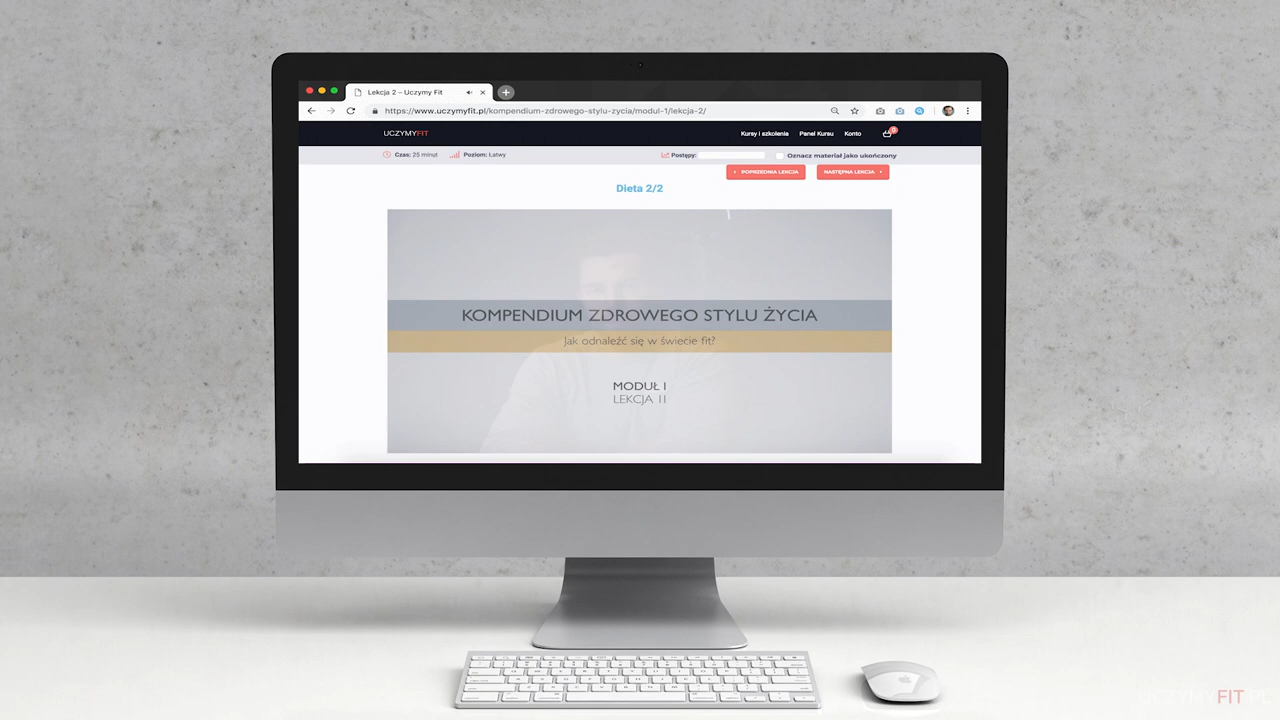 Lekcja 2 – Uczymy Fit
https://www.uczymyfit.pl/kompendium-zdrowego-stylu-zycia/modul-1/lekcja-2/
UCZYMYFIT
Kursy i szkolenia Panel Kursu Konto 0
Czas: 25 minut Poziom: Łatwy Postępy: Oznacz materiał jako ukończony
POPRZEDNIA LEKCJA NASTĘPNA LEKCJA
Dieta 2/2
KOMPENDIUM ZDROWEGO STYLU ŻYCIA
Jak odnaleźć się w świecie fit?
MODUŁ I
LEKCJA II
UCZYMYFIT.PL